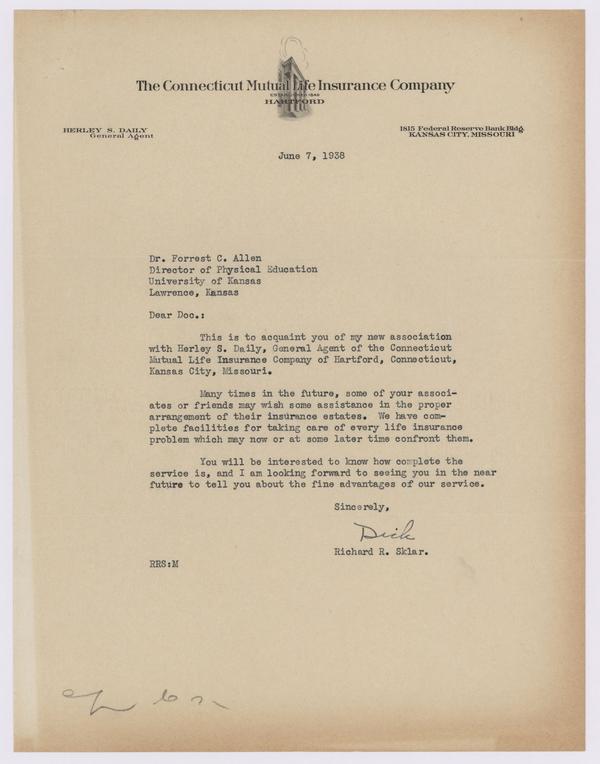 The Connecticut Mutual Life Insurance Company
ESTABLISHED 1846
HARTFORD
HERLEY S. DAILY
General Agent
1815 Federal Reserve Bank Bldg.
KANSAS CITY, MISSOURI
June 7, 1938
Dr. Forrest C. Allen
Director of Physical Education
University of Kansas
Lawrence, Kansas
Dear Doc.:
This is to acquaint you of my new association
with Herley S. Daily, General Agent of the Connecticut
Mutual Life Insurance Company of Hartford, Connecticut,
Kansas City, Missouri.
Many times in the future, some of your associ-
ates or friends may wish some assistance in the proper
arrangement of their insurance estates. We have com-
plete facilities for taking care of every life insurance
problem which may now or at some later time confront them.
You will be interested to know how complete the
service is, and I am looking forward to seeing you in the near
future to tell you about the fine advantages of our service.
Sincerely,
Dick
Richard R. Sklar.
RRS:M